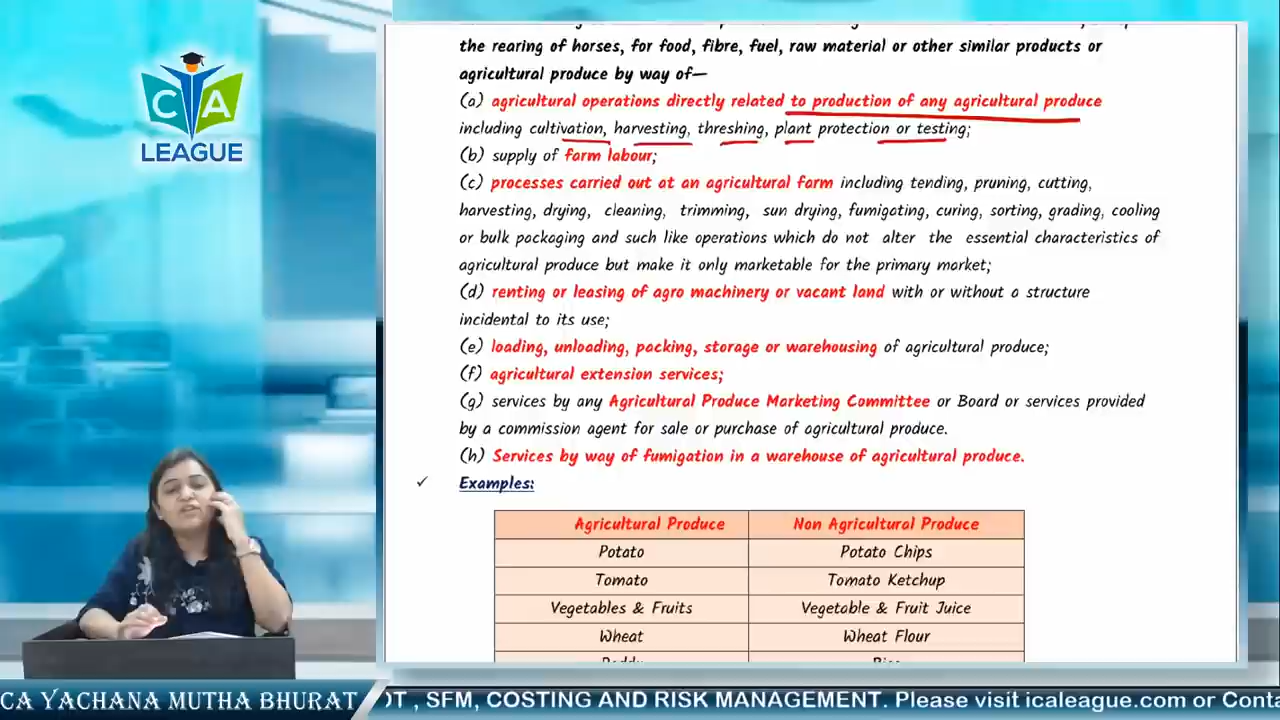 the rearing of horses, for food, fibre, fuel, raw material or other similar products or
agricultural produce by way of—
(a) agricultural operations directly related to production of any agricultural produce
including cultivation, harvesting, threshing, plant protection or testing;
(b) supply of farm labour;
(c) processes carried out at an agricultural farm including tending, pruning, cutting,
harvesting, drying, cleaning, trimming, sun drying, fumigating, curing, sorting, grading, cooling
or bulk packaging and such like operations which do not alter the essential characteristics of
agricultural produce but make it only marketable for the primary market;
(d) renting or leasing of agro machinery or vacant land with or without a structure
incidental to its use;
(e) loading, unloading, packing, storage or warehousing of agricultural produce;
(f) agricultural extension services;
(g) services by any Agricultural Produce Marketing Committee or Board or services provided
by a commission agent for sale or purchase of agricultural produce.
(h) Services by way of fumigation in a warehouse of agricultural produce.
✓ Examples:
Agricultural Produce Non Agricultural Produce
Potato Potato Chips
Tomato Tomato Ketchup
Vegetables & Fruits Vegetable & Fruit Juice
Wheat Wheat Flour
CA
LEAGUE
CA YACHANA MUTHA BHURAT
, SFM, COSTING AND RISK MANAGEMENT. Please visit icaleague.com or